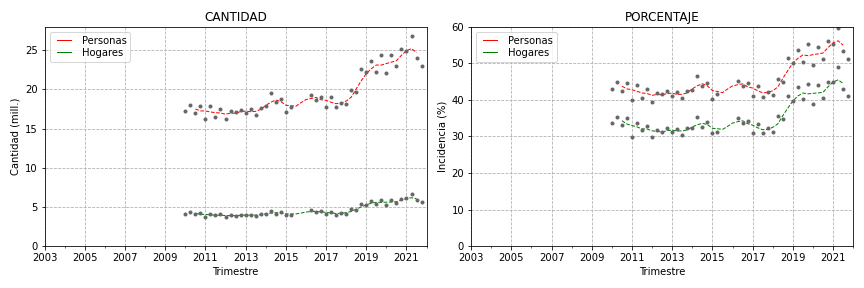 CANTIDAD
Personas
Hogares
Cantidad (mill.)
25
20
15
10
5
0
2003 2005 2007 2009 2011 2013 2015 2017 2019 2021
Trimestre
PORCENTAJE
Personas
Hogares
Incidencia (%)
60
50
40
30
20
10
0
2003 2005 2007 2009 2011 2013 2015 2017 2019 2021
Trimestre